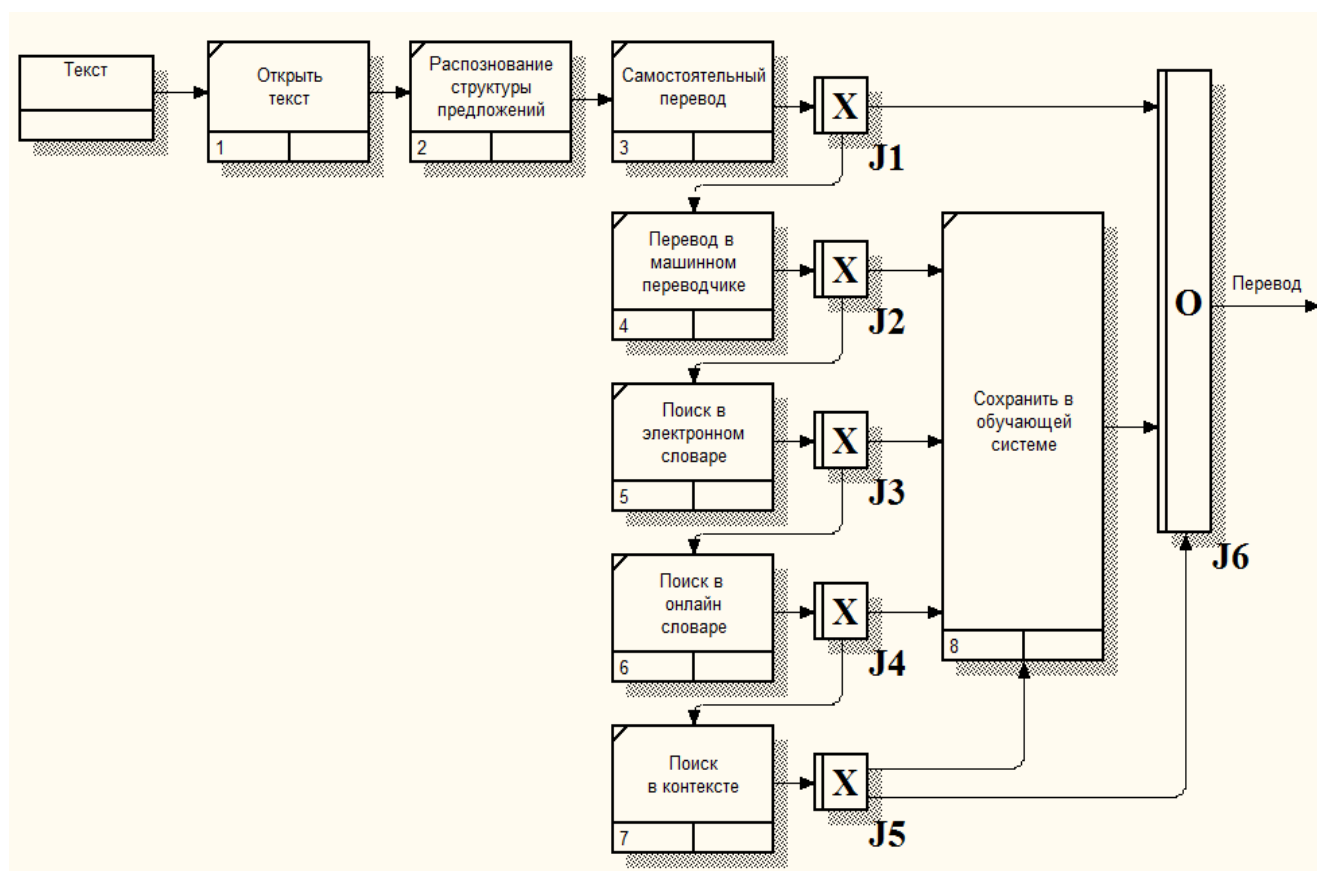 Текст
Открыть
текст
1
Распознование
структуры
предложений
2
Самостоятельный
перевод
3
X
J1
Перевод в
машинном
переводчике
4
X
J2
Поиск в
электронном
словаре
5
X
J3
Поиск в
онлайн
словаре
6
X
J4
Поиск
в контексте
7
X
J5
Сохранить в
обучающей
системе
8
O
J6
Перевод